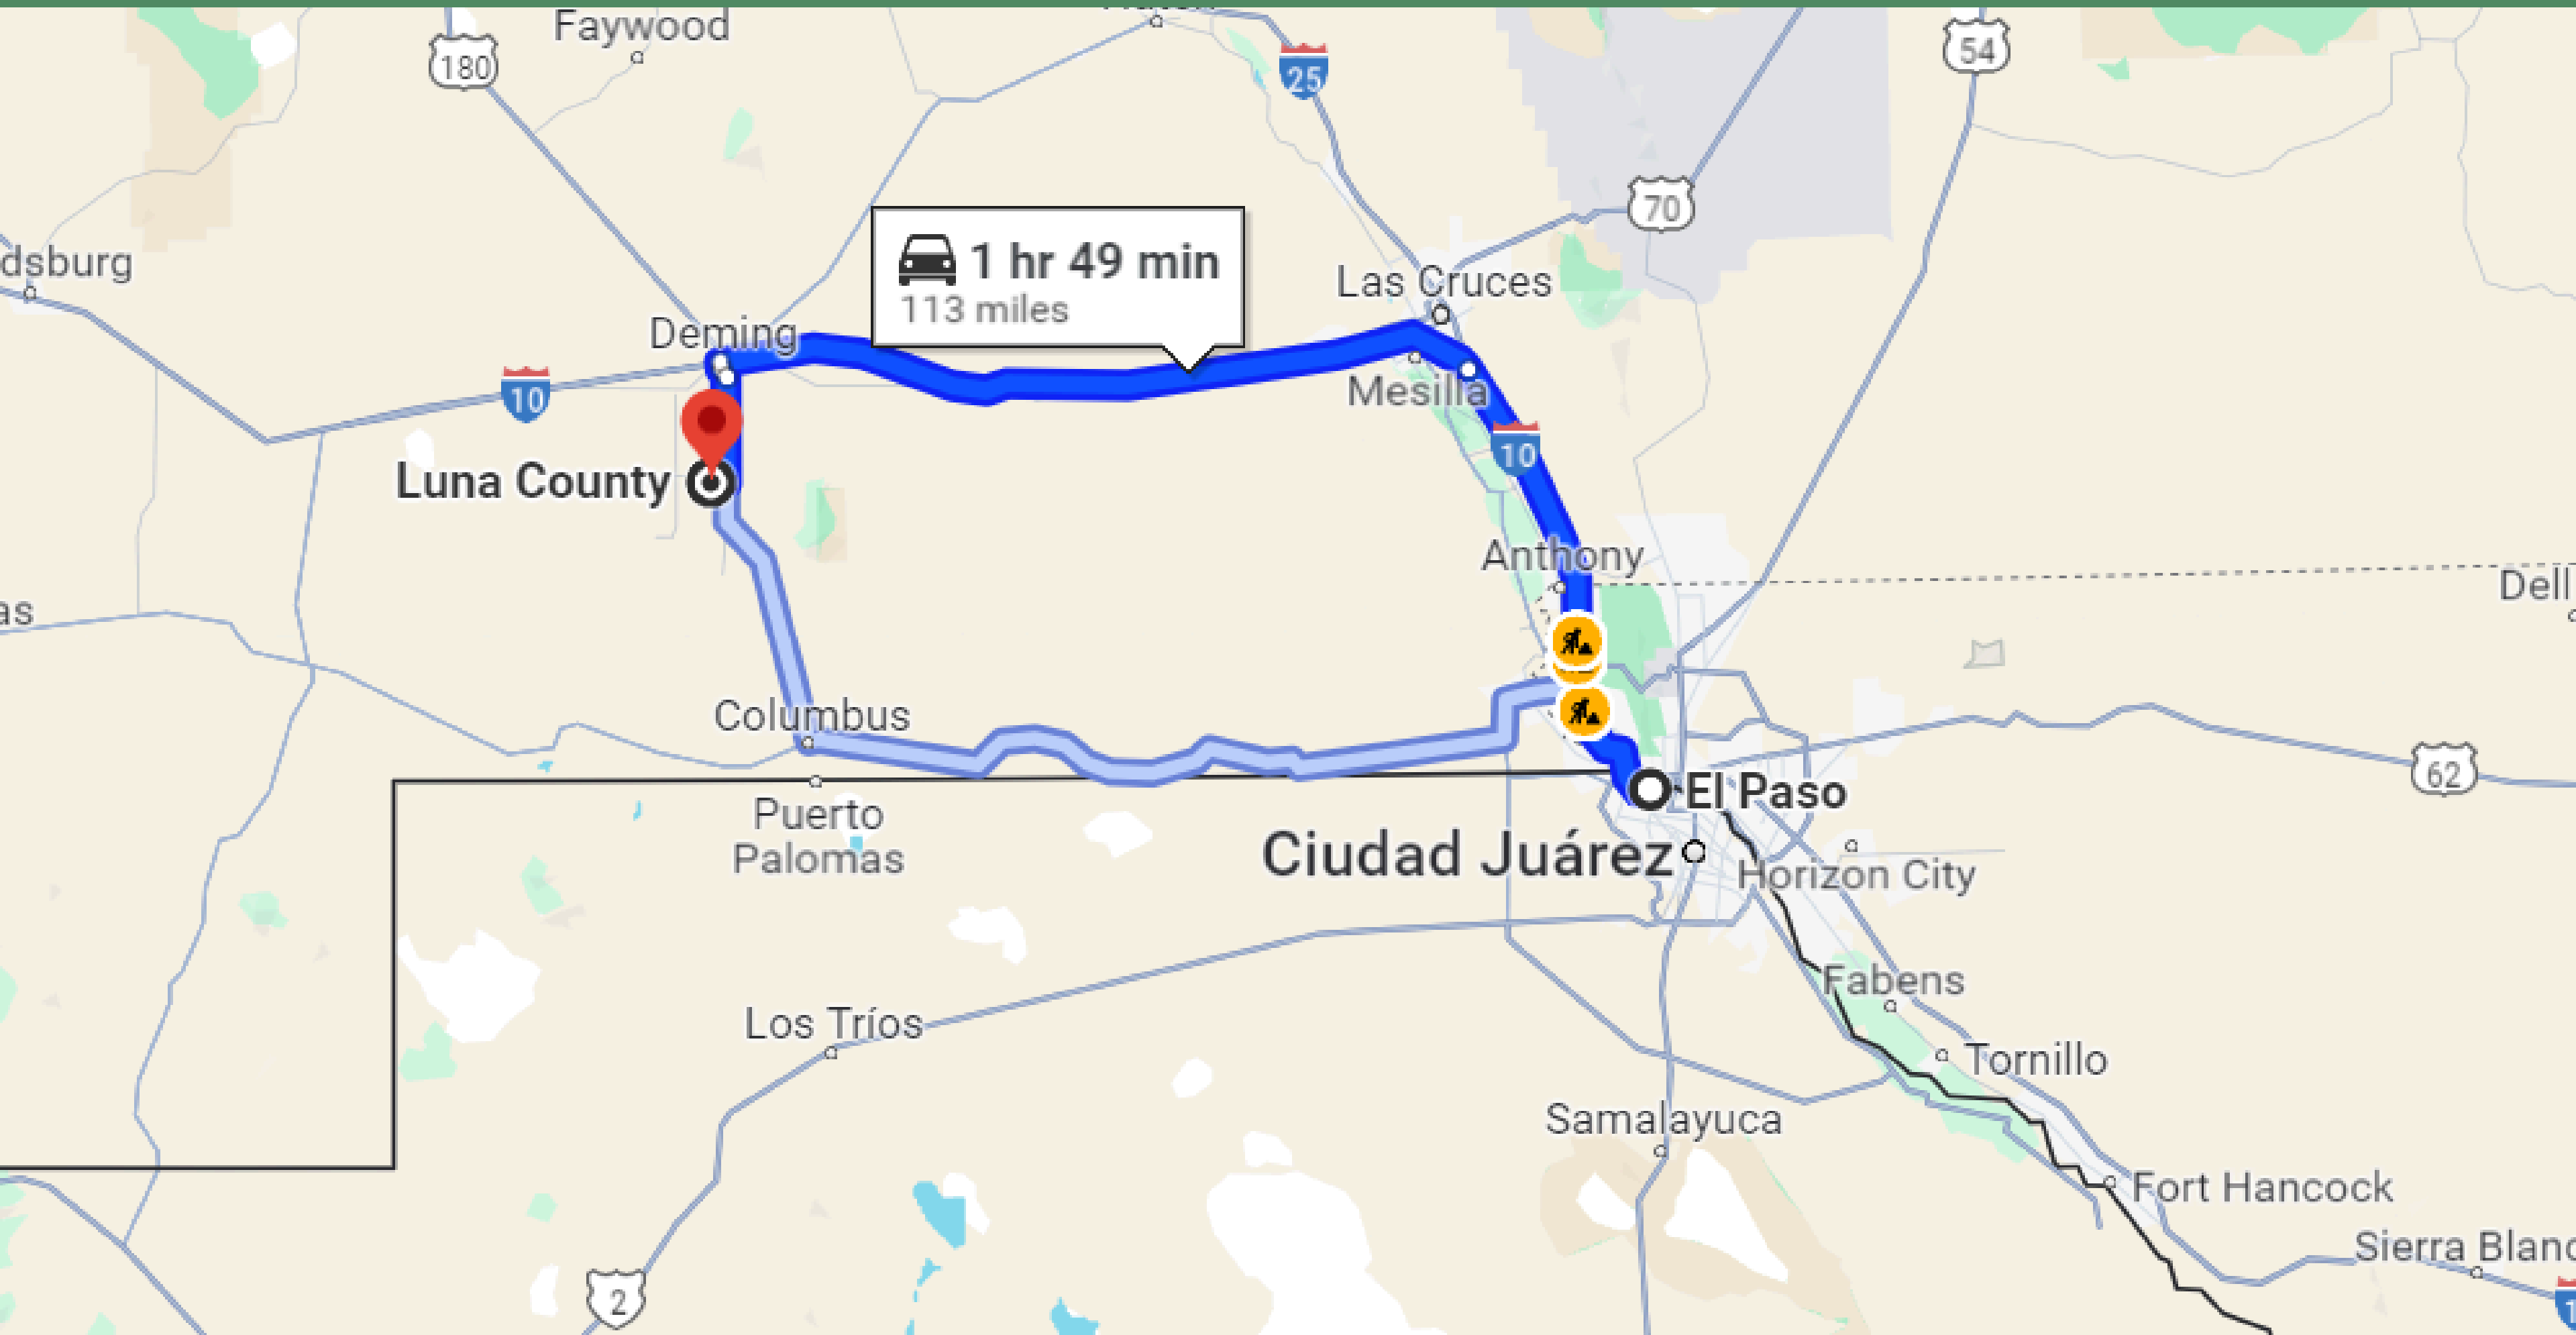 Faywood
180
25
54
70
dsburg
1 hr 49 min
113 miles
Las Cruces
Deming
10
Mesilla
10
Luna County
Anthony
Dell
as
Columbus
62
El Paso
Puerto
Palomas
Ciudad Juárez
Horizon City
Fabens
Los Tríos
Tornillo
Samalayuca
Fort Hancock
Sierra Blanc
2
1